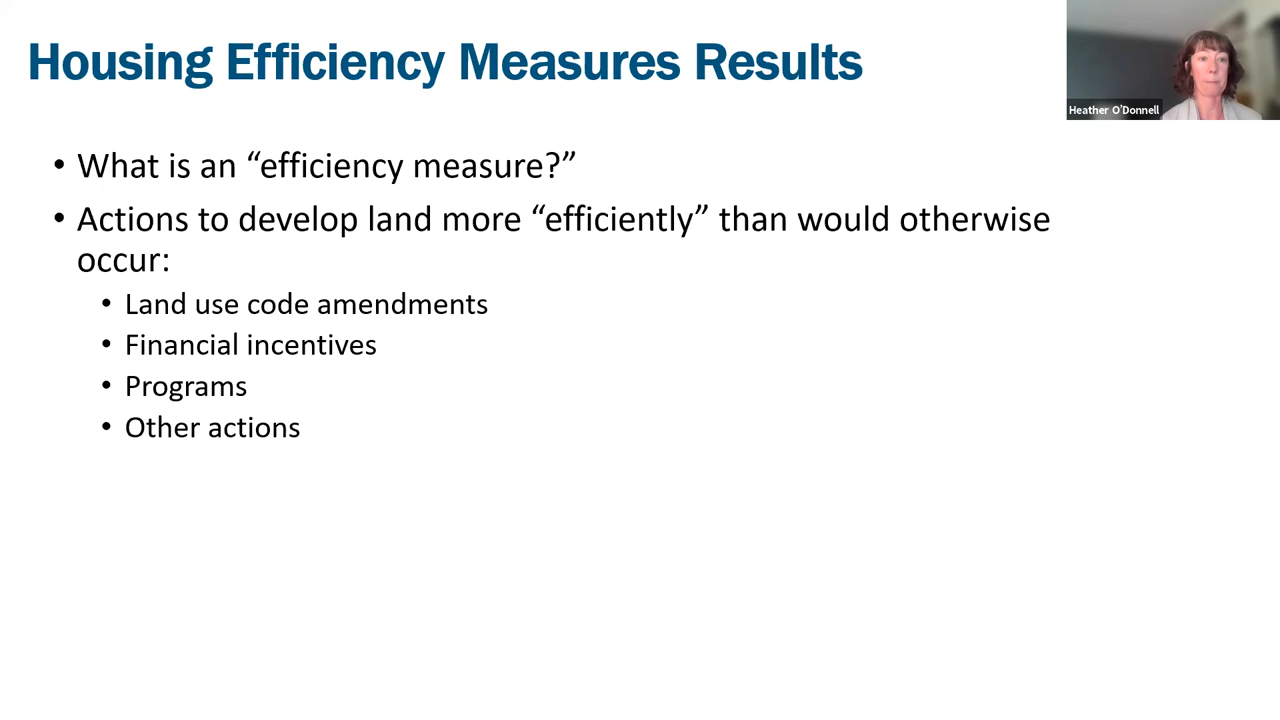 Housing Efficiency Measures Results
Heather O'Donnell
• What is an “efficiency measure?”
• Actions to develop land more “efficiently” than would otherwise
occur:
• Land use code amendments
• Financial incentives
• Programs
• Other actions